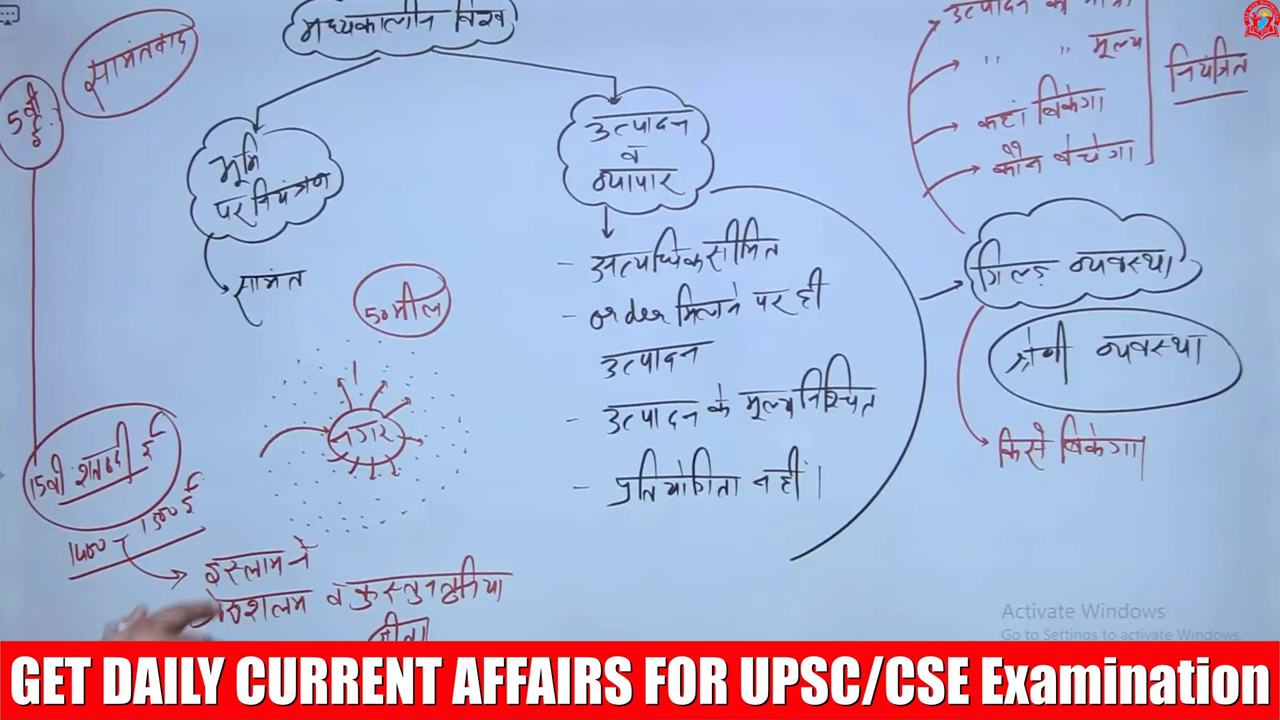 मध्यकालीन विश्व
सामंतवाद
5वी
ई
भूमि
पर नियंत्रण
सामंत
50 मील
नगर
15वी शताब्दी ई
1400 - 1500 ई
इस्लाम ने
व कुस्तुनतुनिया
जीता
उत्पादन
व
व्यापार
- अत्यधिक सीमित
- order मिलने पर ही
उत्पादन
- उत्पादन के मूल्य निश्चित
- प्रतियोगिता नहीं।
उत्पादन
" " मूल्य
कहां बिकेगा
कौन बेचेगा
नियंत्रित
गिल्ड व्यवस्था
श्रेणी व्यवस्था
किसे बिकेगा
Activate Windows
Go to Settings to activate Windows.
GET DAILY CURRENT AFFAIRS FOR UPSC/CSE Examination